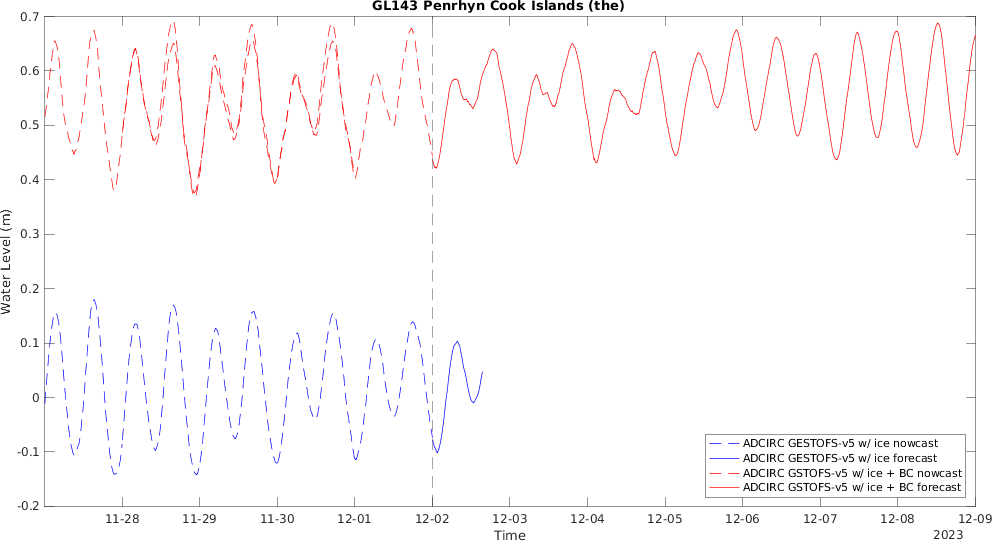 GL143 Penrhyn Cook Islands (the)
0.7
0.6
0.5
0.4
0.3
0.2
0.1
0
-0.1
-0.2
Water Level (m)
11-28 11-29 11-30 12-01 12-02 12-03 12-04 12-05 12-06 12-07 12-08 12-09
Time
2023
ADCIRC GESTOFS-v5 w/ ice nowcast
ADCIRC GESTOFS-v5 w/ ice forecast
ADCIRC GSTOFS-v5 w/ ice + BC nowcast
ADCIRC GSTOFS-v5 w/ ice + BC forecast